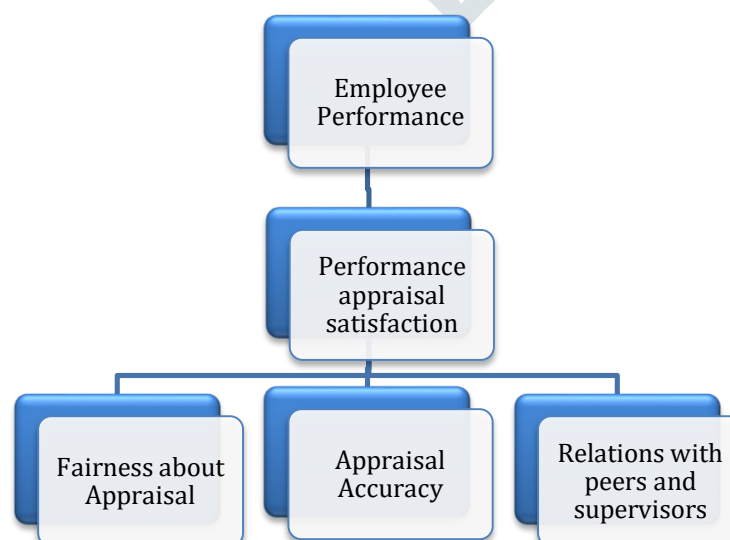 Employee
Performance
Performance
appraisal
satisfaction
Fairness about
Appraisal
Appraisal
Accuracy
Relations with
peers and
supervisors